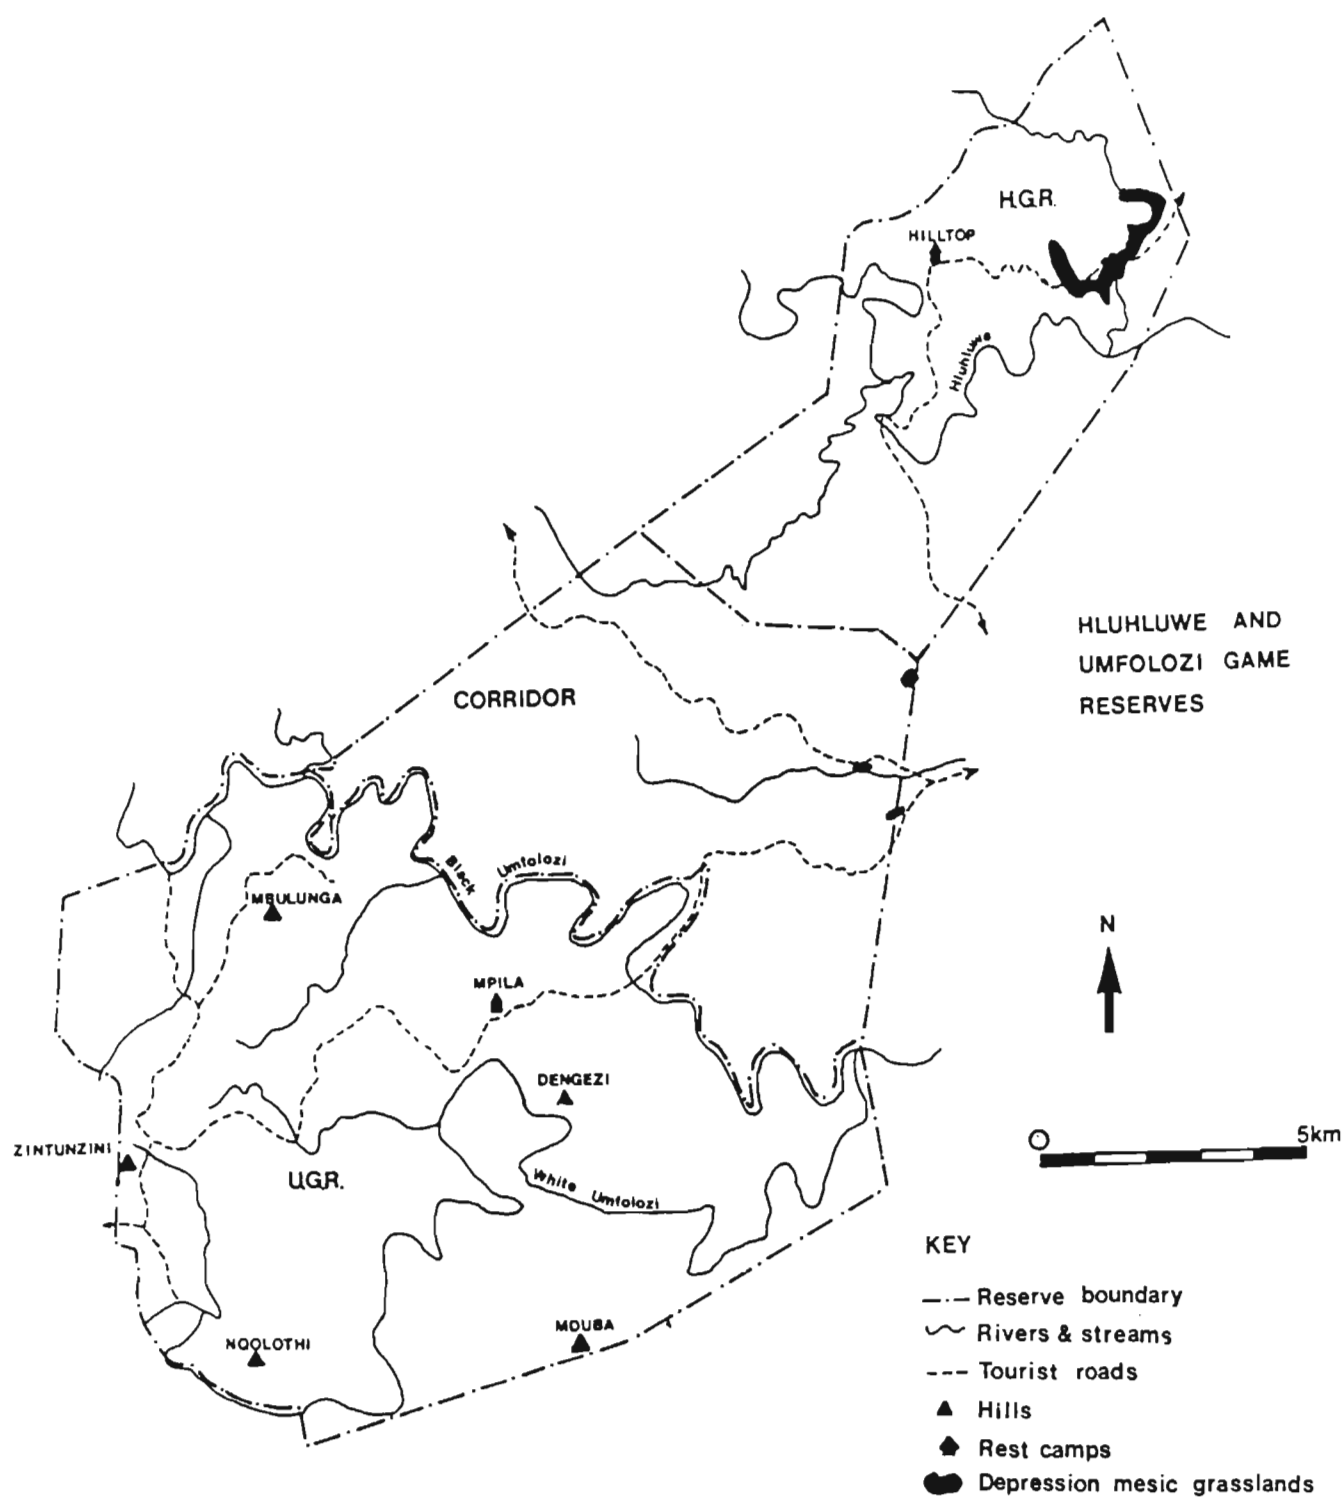 H.G.R.
HILLTOP
Hluhluwe
HLUHLUWE AND
UMFOLOZI GAME
RESERVES
CORRIDOR
Black Umfolozi
MBULUNGA
N
MPILA
DENGEZI
ZINTUNZINI
0 5km
U.G.R.
White Umfolozi
KEY
Reserve boundary
MDUBA
Rivers & streams
NQOLOTHI
Tourist roads
Hills
Rest camps
Depression mesic grasslands